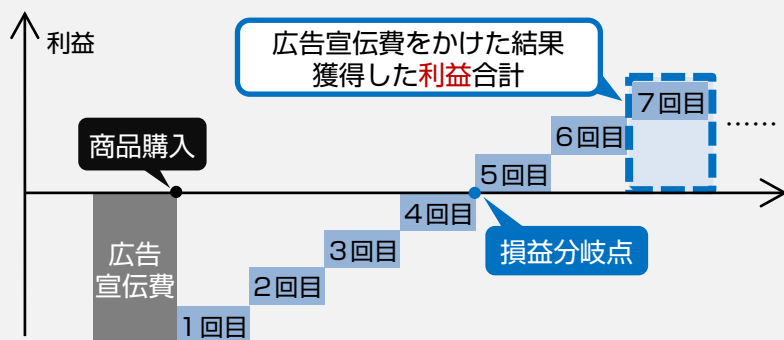 利益
広告宣伝費をかけた結果
獲得した利益合計
7回目
……
6回目
商品購入
5回目
4回目
損益分岐点
広告
宣伝費
3回目
2回目
1回目